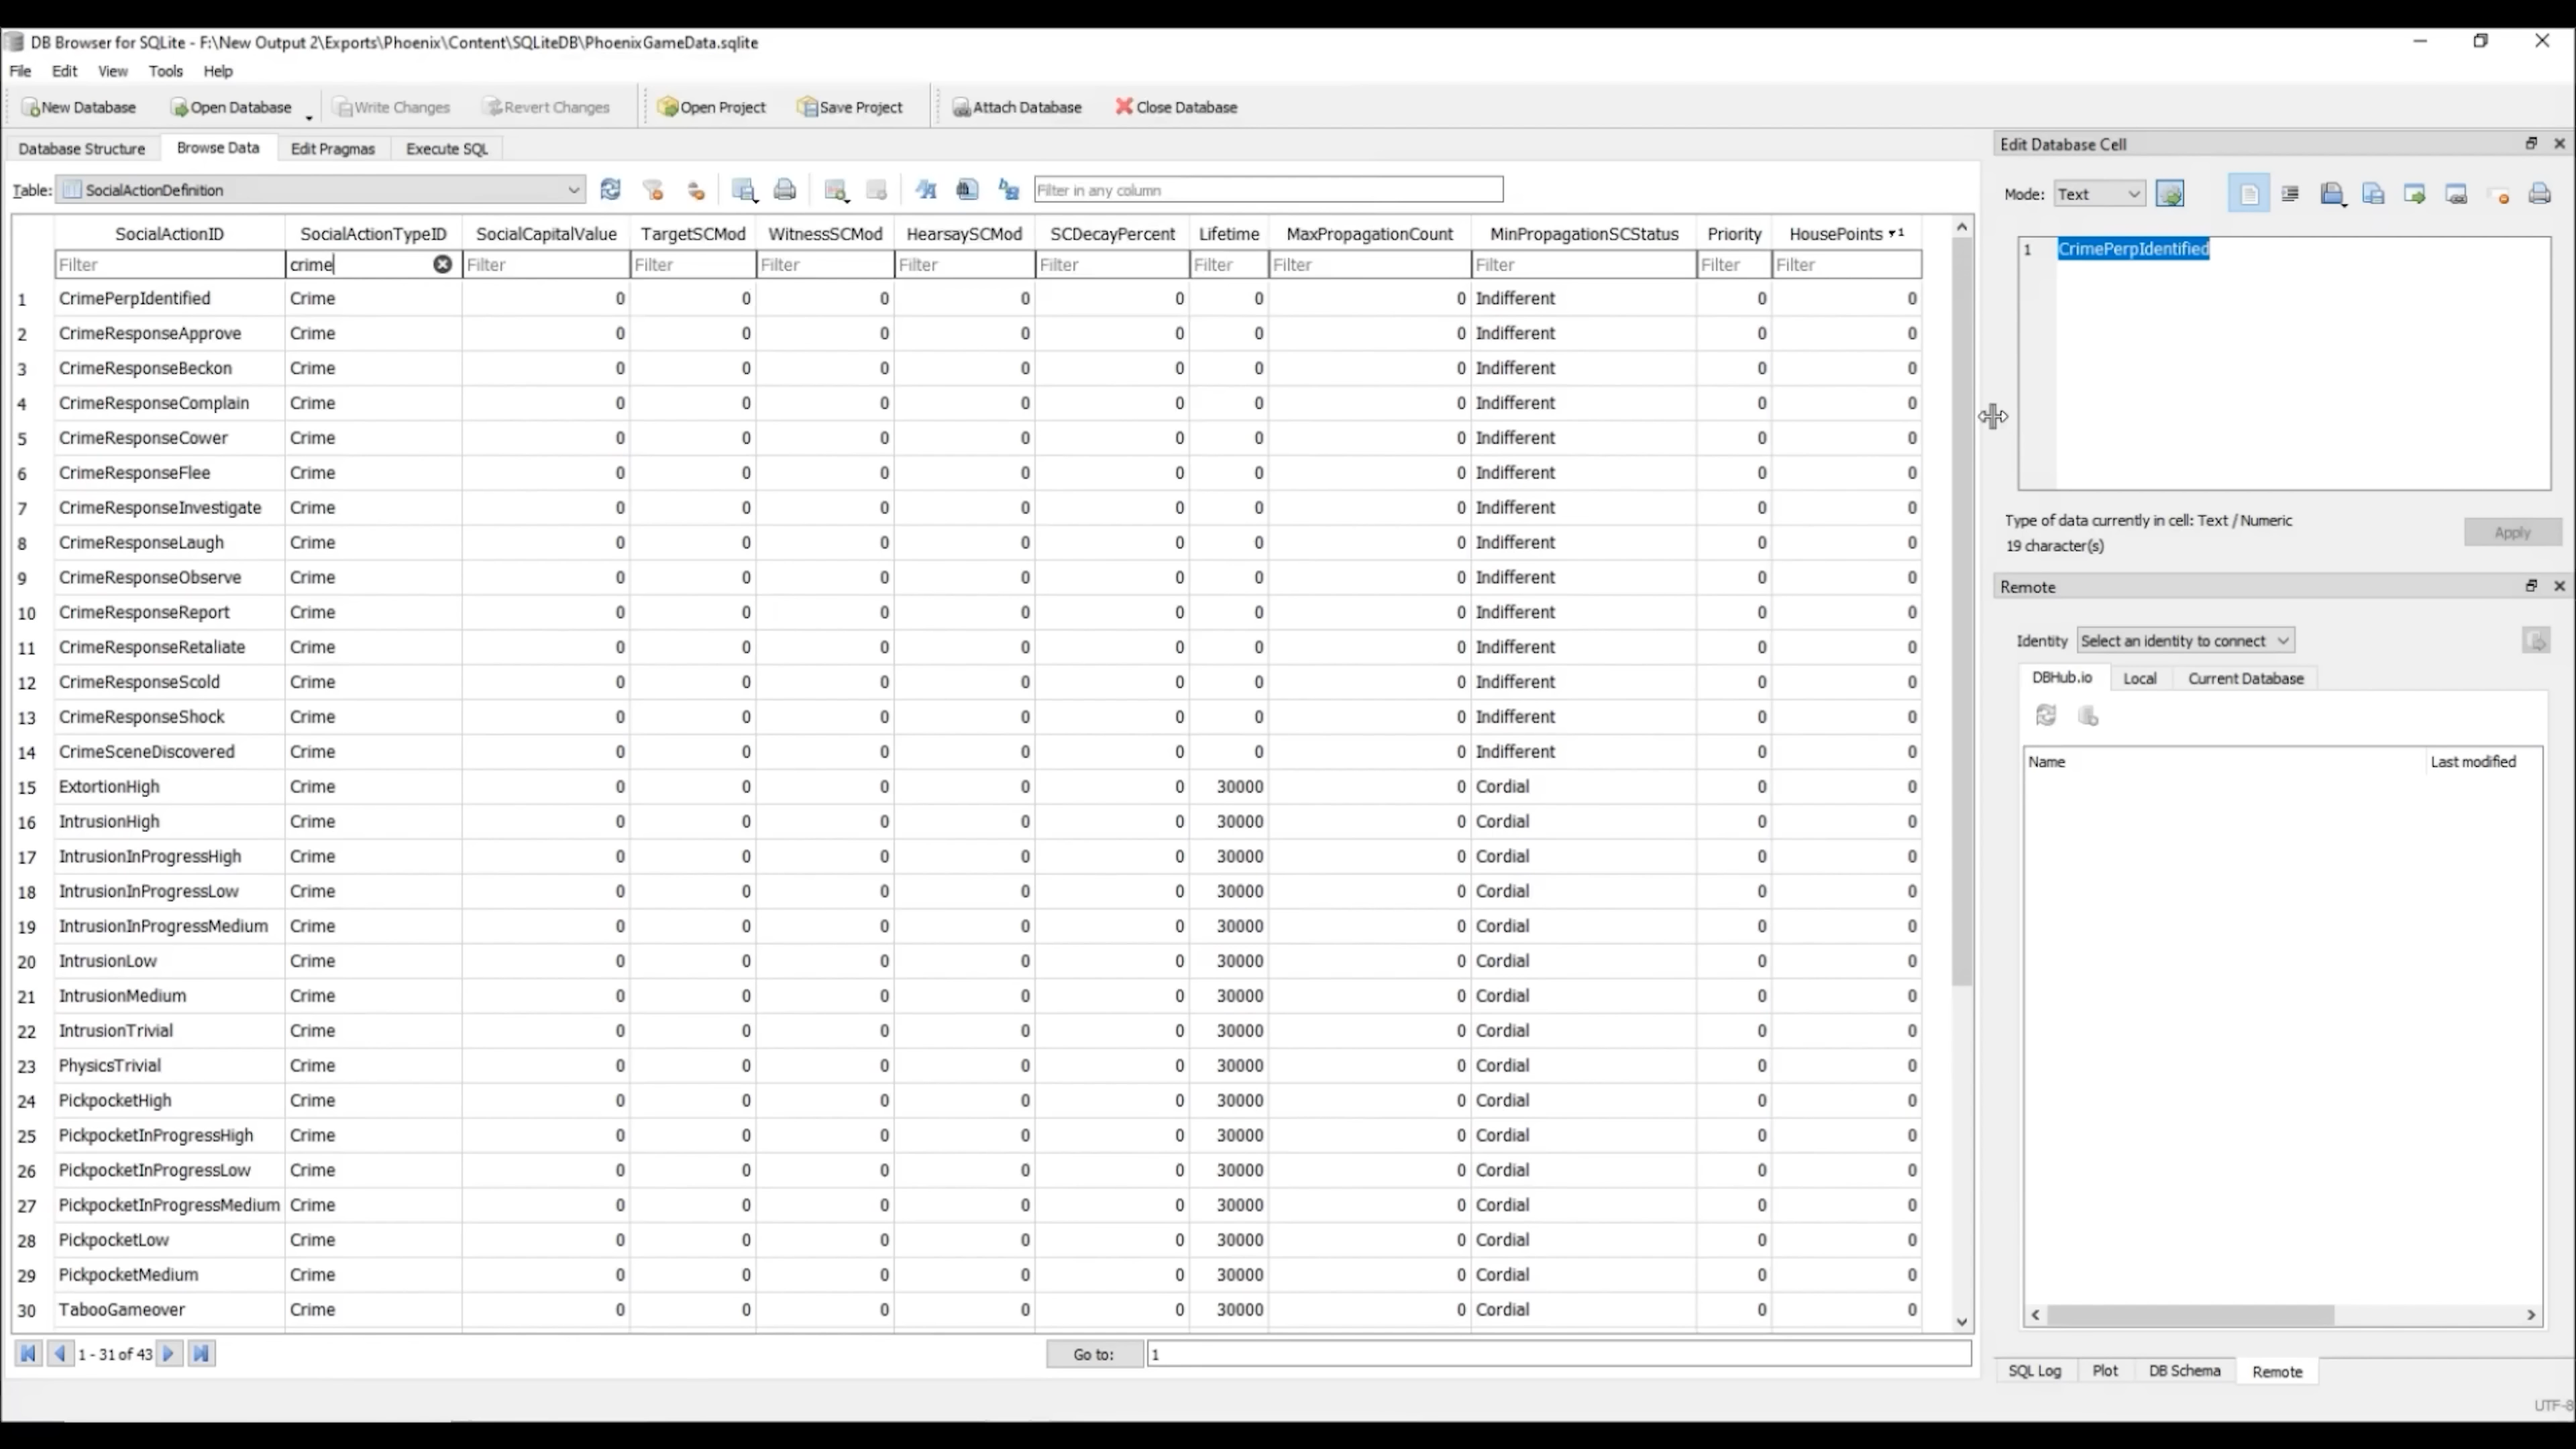 DB Browser for SQLite - F:\New Output 2\Exports\Phoenix\Content\SQLiteDB\PhoenixGameData.sqlite
File Edit View Tools Help
New Database Open Database Write Changes Revert Changes Open Project Save Project Attach Database Close Database
Database Structure Browse Data Edit Pragmas Execute SQL
Table: SocialActionDefinition Filter in any column
SocialActionID SocialActionTypeID SocialCapitalValue TargetSCMod WitnessSCMod HearsaySCMod SCDecayPercent Lifetime MaxPropagationCount MinPropagationSCStatus Priority HousePoints 1
Filter crime Filter Filter Filter Filter Filter Filter Filter Filter Filter Filter
1 CrimePerpIdentified Crime 0 0 0 0 0 0 0 Indifferent 0 0
2 CrimeResponseApprove Crime 0 0 0 0 0 0 0 Indifferent 0 0
3 CrimeResponseBeckon Crime 0 0 0 0 0 0 0 Indifferent 0 0
4 CrimeResponseComplain Crime 0 0 0 0 0 0 0 Indifferent 0 0
5 CrimeResponseCower Crime 0 0 0 0 0 0 0 Indifferent 0 0
6 CrimeResponseFlee Crime 0 0 0 0 0 0 0 Indifferent 0 0
7 CrimeResponseInvestigate Crime 0 0 0 0 0 0 0 Indifferent 0 0
8 CrimeResponseLaugh Crime 0 0 0 0 0 0 0 Indifferent 0 0
9 CrimeResponseObserve Crime 0 0 0 0 0 0 0 Indifferent 0 0
10 CrimeResponseReport Crime 0 0 0 0 0 0 0 Indifferent 0 0
11 CrimeResponseRetaliate Crime 0 0 0 0 0 0 0 Indifferent 0 0
12 CrimeResponseScold Crime 0 0 0 0 0 0 0 Indifferent 0 0
13 CrimeResponseShock Crime 0 0 0 0 0 0 0 Indifferent 0 0
14 CrimeSceneDiscovered Crime 0 0 0 0 0 0 0 Indifferent 0 0
15 ExtortionHigh Crime 0 0 0 0 0 30000 0 Cordial 0 0
16 IntrusionHigh Crime 0 0 0 0 0 30000 0 Cordial 0 0
17 IntrusionInProgressHigh Crime 0 0 0 0 0 30000 0 Cordial 0 0
18 IntrusionInProgressLow Crime 0 0 0 0 0 30000 0 Cordial 0 0
19 IntrusionInProgressMedium Crime 0 0 0 0 0 30000 0 Cordial 0 0
20 IntrusionLow Crime 0 0 0 0 0 30000 0 Cordial 0 0
21 IntrusionMedium Crime 0 0 0 0 0 30000 0 Cordial 0 0
22 IntrusionTrivial Crime 0 0 0 0 0 30000 0 Cordial 0 0
23 PhysicsTrivial Crime 0 0 0 0 0 30000 0 Cordial 0 0
24 PickpocketHigh Crime 0 0 0 0 0 30000 0 Cordial 0 0
25 PickpocketInProgressHigh Crime 0 0 0 0 0 30000 0 Cordial 0 0
26 PickpocketInProgressLow Crime 0 0 0 0 0 30000 0 Cordial 0 0
27 PickpocketInProgressMedium Crime 0 0 0 0 0 30000 0 Cordial 0 0
28 PickpocketLow Crime 0 0 0 0 0 30000 0 Cordial 0 0
29 PickpocketMedium Crime 0 0 0 0 0 30000 0 Cordial 0 0
30 TabooGameover Crime 0 0 0 0 0 30000 0 Cordial 0 0
1 - 31 of 43 Go to: 1
Edit Database Cell
Mode: Text
1 CrimePerpIdentified
Type of data currently in cell: Text / Numeric
19 character(s)
Apply
Remote
Identity Select an identity to connect
DBHub.io Local Current Database
Name Last modified
SQL Log Plot DB Schema Remote
UTF-8